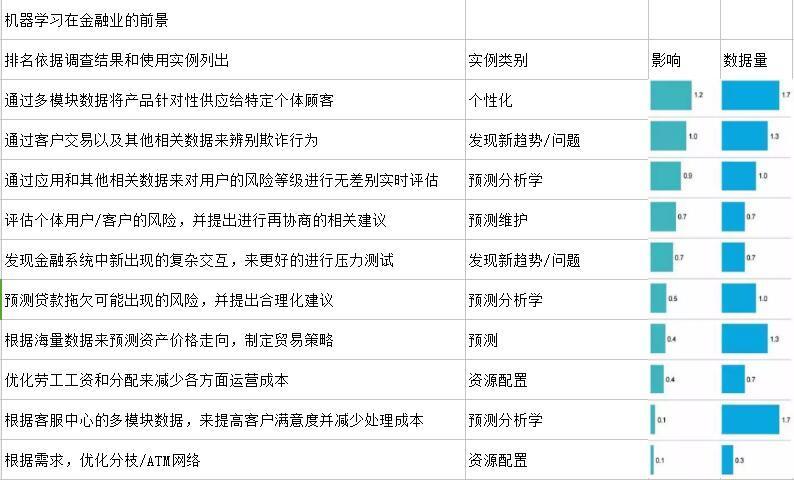 机器学习在金融业的前景
排名依据调查结果和使用实例列出 实例类别 影响 数据量
通过多模块数据将产品针对性供应给特定个体顾客 个性化 1.2 1.7
通过客户交易以及其他相关数据来辨别欺诈行为 发现新趋势/问题 1.0 1.3
通过应用和其他相关数据来对用户的风险等级进行无差别实时评估 预测分析学 0.9 1.0
评估个体用户/客户的风险，并提出进行再协商的相关建议 预测维护 0.7 0.7
发现金融系统中新出现的复杂交互，来更好的进行压力测试 发现新趋势/问题 0.7 0.7
预测贷款拖欠可能出现的风险，并提出合理化建议 预测分析学 0.5 1.0
根据海量数据来预测资产价格走向，制定贸易策略 预测 0.4 1.3
优化劳工工资和分配来减少各方面运营成本 资源配置 0.4 0.7
根据客服中心的多模块数据，来提高客户满意度并减少处理成本 预测分析学 0.1 1.7
根据需求，优化分枝/ATM网络 资源配置 0.1 0.3